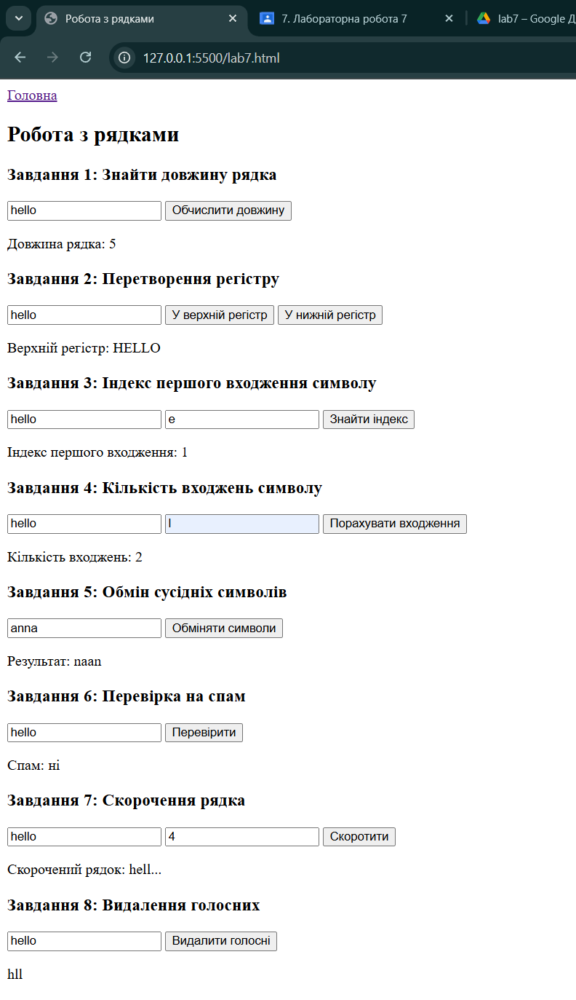 Робота з рядками 7. Лабораторна робота 7 lab7 – Google Д
127.0.0.1:5500/lab7.html
Головна
Робота з рядками
Завдання 1: Знайти довжину рядка
hello Обчислити довжину
Довжина рядка: 5
Завдання 2: Перетворення регістру
hello У верхній регістр У нижній регістр
Верхній регістр: HELLO
Завдання 3: Індекс першого входження символу
hello e Знайти індекс
Індекс першого входження: 1
Завдання 4: Кількість входжень символу
hello l Порахувати входження
Кількість входжень: 2
Завдання 5: Обмін сусідніх символів
anna Обміняти символи
Результат: naan
Завдання 6: Перевірка на спам
hello Перевірити
Спам: ні
Завдання 7: Скорочення рядка
hello 4 Скоротити
Скорочений рядок: hell...
Завдання 8: Видалення голосних
hello Видалити голосні
hll